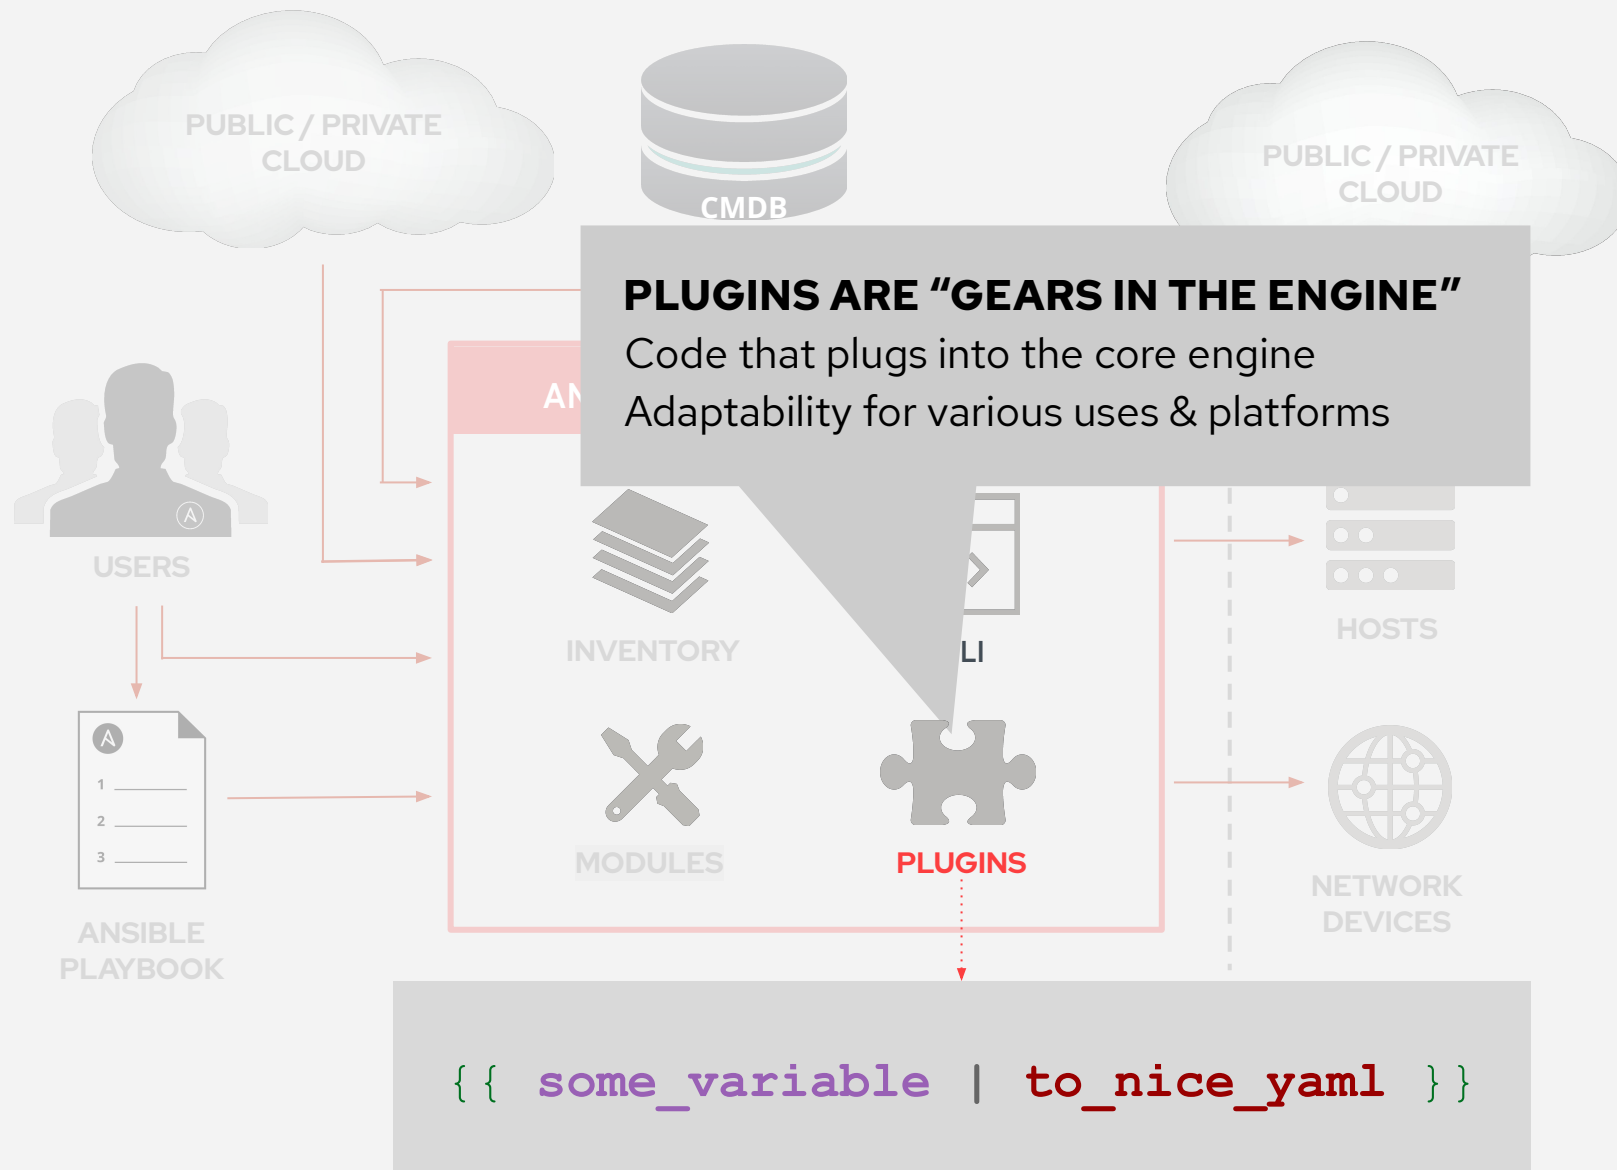 PUBLIC / PRIVATE
CLOUD
CMDB
PUBLIC / PRIVATE
CLOUD
PLUGINS ARE “GEARS IN THE ENGINE”
Code that plugs into the core engine
Adaptability for various uses & platforms
USERS
INVENTORY
HOSTS
1
2
3
MODULES
PLUGINS
NETWORK
DEVICES
ANSIBLE
PLAYBOOK
{{ some_variable | to_nice_yaml }}